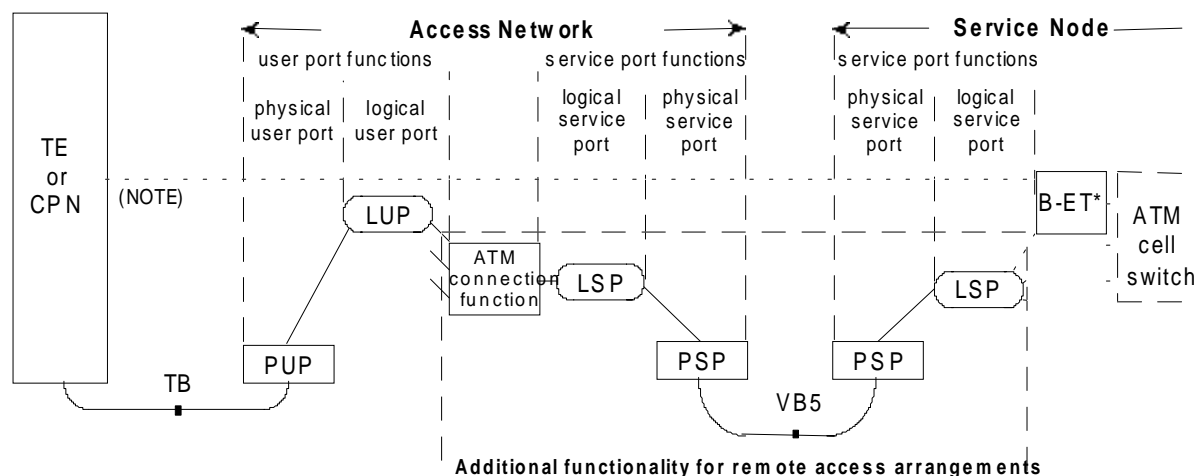 Access Network
Service Node
user port functions
service port functions
service port functions
physical
user port
logical
user port
logical
service
port
physical
service
port
physical
service
port
logical
service
port
TE
or
CPN
(NOTE)
LUP
ATM
connection
function
LSP
LSP
B-ET*
ATM
cell
switch
PUP
PSP
PSP
TB
VB5
Additional functionality for remote access arrangements